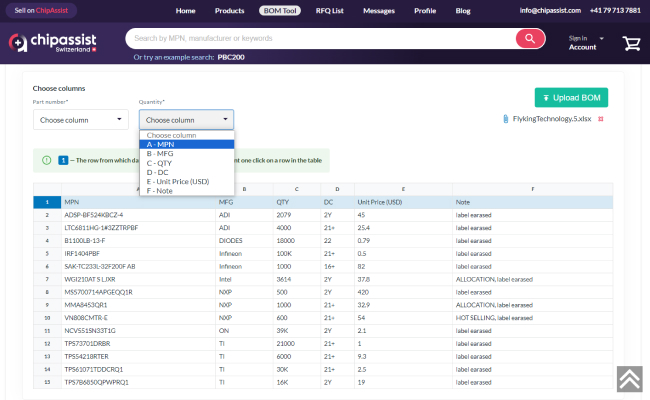 Sell on ChipAssist
Home Products BOM Tool RFQ List Messages Profile Blog
info@chipassist.com +41 79 713 7881
chipassist
Switzerland
Search by MPN, manufacturer or keywords
Or try an example search: PBC200
Sign in
Account
Choose columns
Part number*
Quantity*
Choose column
Choose column
Upload BOM
FlykingTechnology.5.xlsx
Choose column
A - MPN
B - MFG
C - QTY
D - DC
E - Unit Price (USD)
F - Note
1 — The row from which da
nt one click on a row in the table
A B C D E F
1 MPN MFG QTY DC Unit Price (USD) Note
2 ADSP-BF524KBCZ-4 ADI 2079 2Y 45 label earased
3 LTC6811HG-1#3ZZTRPBF ADI 4000 21+ 25.4 label earased
4 B1100LB-13-F DIODES 18000 22 0.79 label earased
5 IRF1404PBF Infineon 100K 21+ 0.5 label earased
6 SAK-TC233L-32F200F AB Infineon 1000 16+ 82 label earased
7 WGI210AT S LJXR Intel 3614 2Y 37.8 ALLOCATION, label earased
8 MSS700714APGEQQ1R NXP 500 2Y 420 label earased
9 MMA8453QR1 NXP 1000 21+ 32.9 ALLOCATION, label earased
10 VN808CMTR-E NXP 600 21+ 54 HOT SELLING, label earased
11 NCV551SN33T1G ON 39K 2Y 2.1 label earased
12 TPS73701DRBR TI 21000 21+ 1 label earased
13 TPS54218RTER TI 6000 21+ 9.3 label earased
14 TPS61071TDDCRQ1 TI 30K 21+ 2.5 label earased
15 TPS7B6850QPWPRQ1 TI 16K 2Y 19 label earased